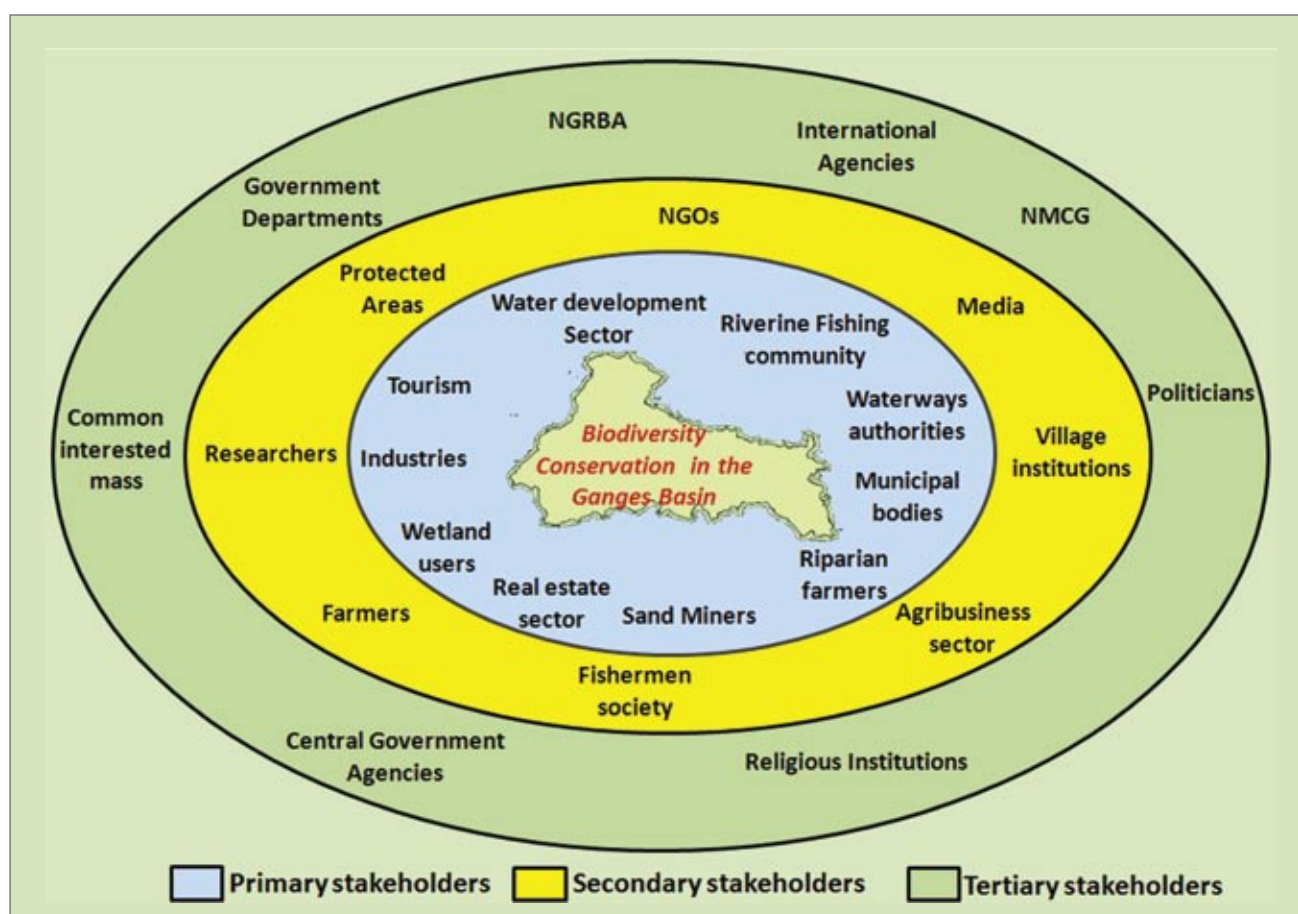 NGRBA
International
Agencies
Government
Departments
NMCG
NGOs
Protected
Areas
Media
Water development
Sector
Riverine Fishing
community
Tourism
Politicians
Waterways
authorities
Common
interested
mass
Researchers
Industries
Biodiversity
Conservation in the
Ganges Basin
Village
institutions
Municipal
bodies
Wetland
users
Riparian
farmers
Real estate
sector
Sand Miners
Farmers
Agribusiness
sector
Fishermen
society
Central Government
Agencies
Religious Institutions
Primary stakeholders
Secondary stakeholders
Tertiary stakeholders